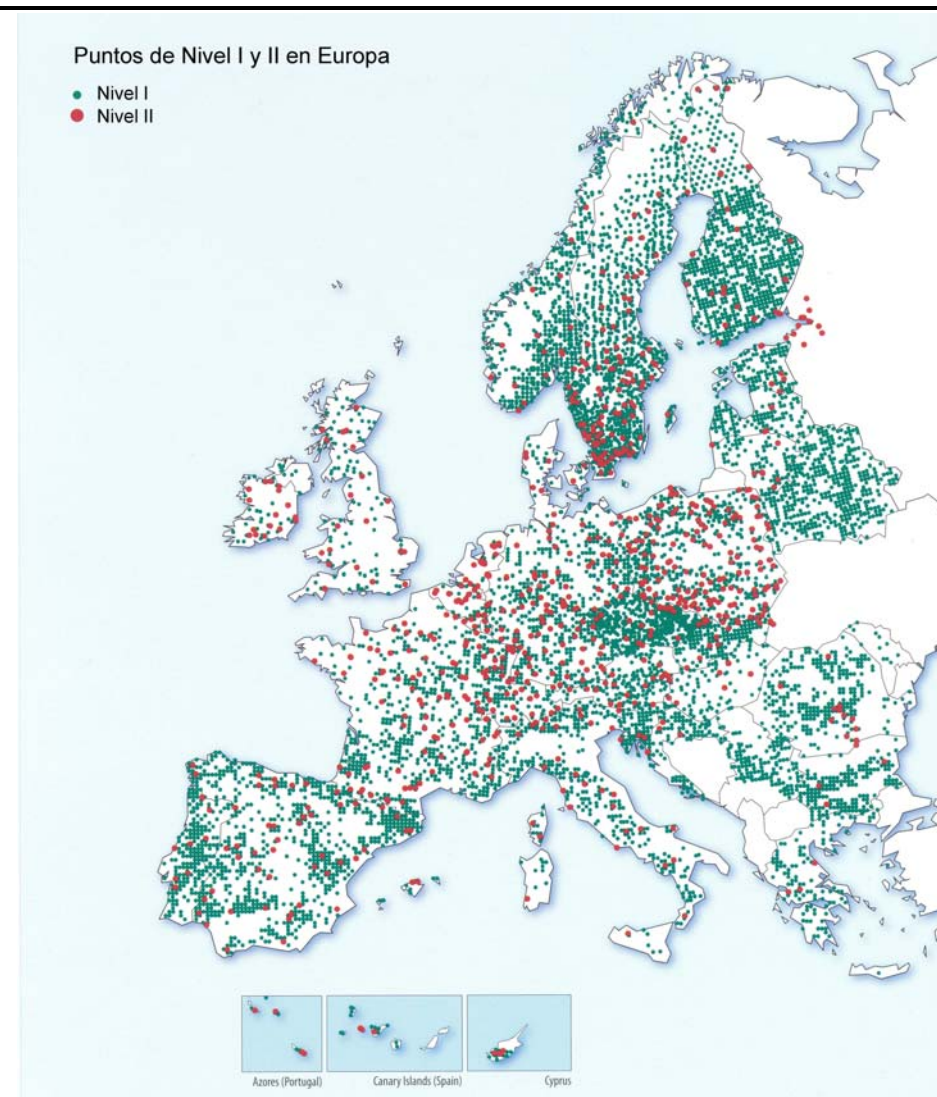 Puntos de Nivel I y II en Europa
Nivel I
Nivel II
Azores (Portugal)
Canary Islands (Spain)
Cyprus